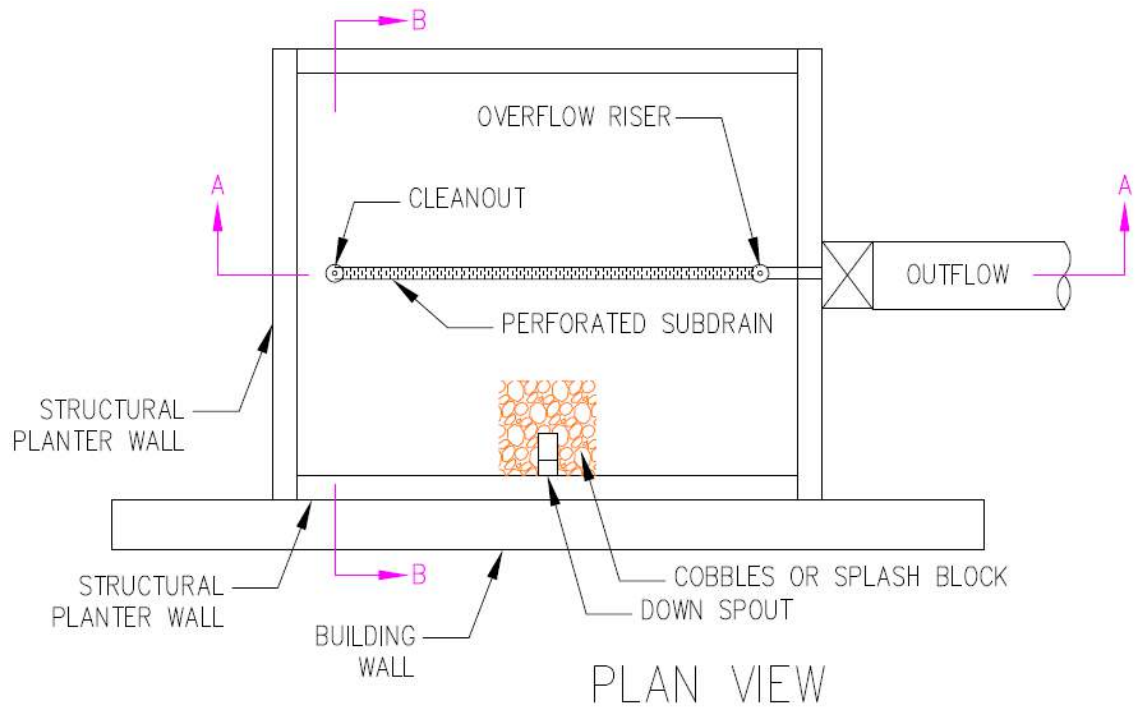 B
OVERFLOW RISER
A
A
CLEANOUT
OUTFLOW
PERFORATED SUBDRAIN
STRUCTURAL
PLANTER WALL
B
COBBLES OR SPLASH BLOCK
STRUCTURAL
PLANTER WALL
DOWN SPOUT
BUILDING
WALL
PLAN VIEW